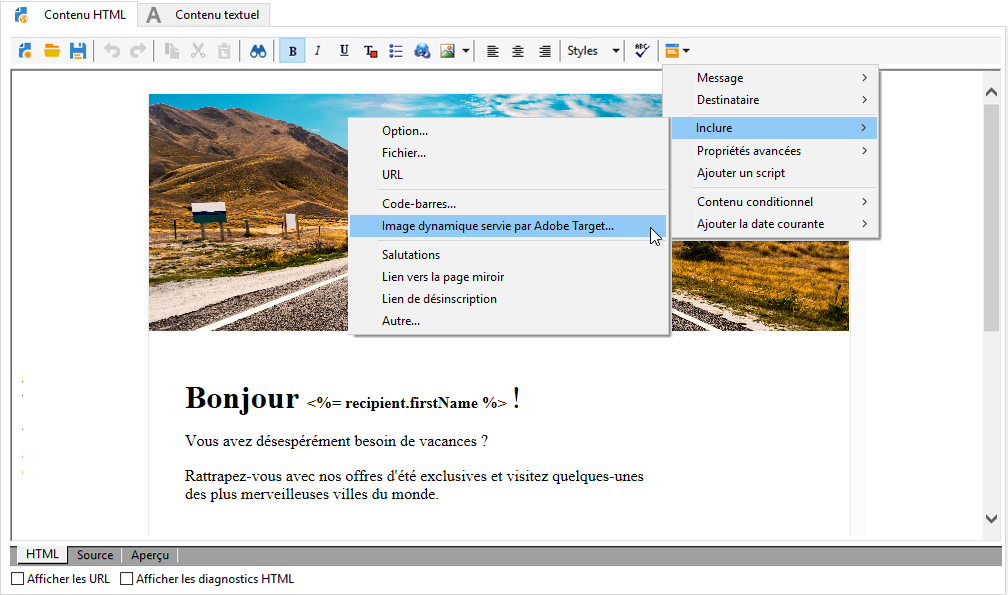 Contenu HTML
A Contenu textuel
B I U T Styles ABC
Message
Destinataire
Inclure
Propriétés avancées
Ajouter un script
Contenu conditionnel
Ajouter la date courante
Option...
Fichier...
URL
Code-barres...
Image dynamique servie par Adobe Target...
Salutations
Lien vers la page miroir
Lien de désinscription
Autre...
Bonjour <%= recipient.firstName %> !
Vous avez désespérément besoin de vacances ?
Rattrapez-vous avec nos offres d'été exclusives et visitez quelques-unes
des plus merveilleuses villes du monde.
HTML Source Aperçu
Afficher les URL Afficher les diagnostics HTML